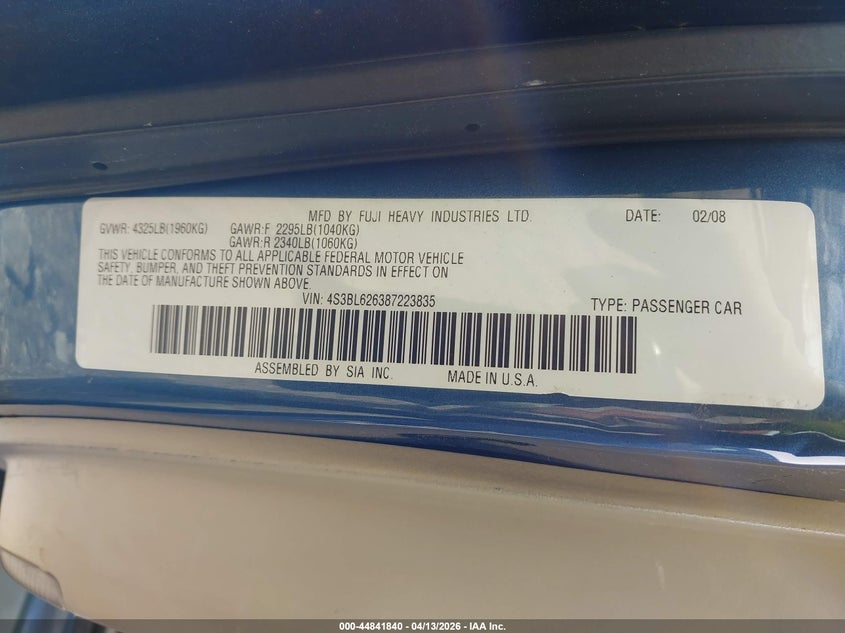 MFD BY FUJI HEAVY INDUSTRIES LTD. DATE: 02/08
GVWR: 4325LB(1960KG) GAWR:F 2295LB(1040KG)
GAWR:R 2340LB(1060KG)
THIS VEHICLE CONFORMS TO ALL APPLICABLE FEDERAL MOTOR VEHICLE
SAFETY, BUMPER, AND THEFT PREVENTION STANDARDS IN EFFECT ON
THE DATE OF MANUFACTURE SHOWN ABOVE.
VIN: 4S3BL626387223835 TYPE: PASSENGER CAR
ASSEMBLED BY SIA INC. MADE IN U.S.A.
000-44841840 - 04/13/2026 - IAA Inc.